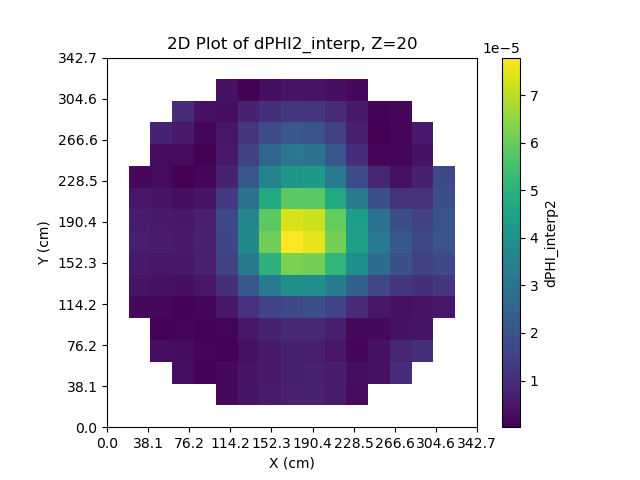 2D Plot of dPHI2_interp, Z=20
1e−5
342.7
304.6
266.6
228.5
190.4
152.3
114.2
76.2
38.1
0.0
Y (cm)
0.0 38.1 76.2 114.2 152.3 190.4 228.5 266.6 304.6 342.7
X (cm)
7
6
5
4
3
2
1
dPHI_interp2